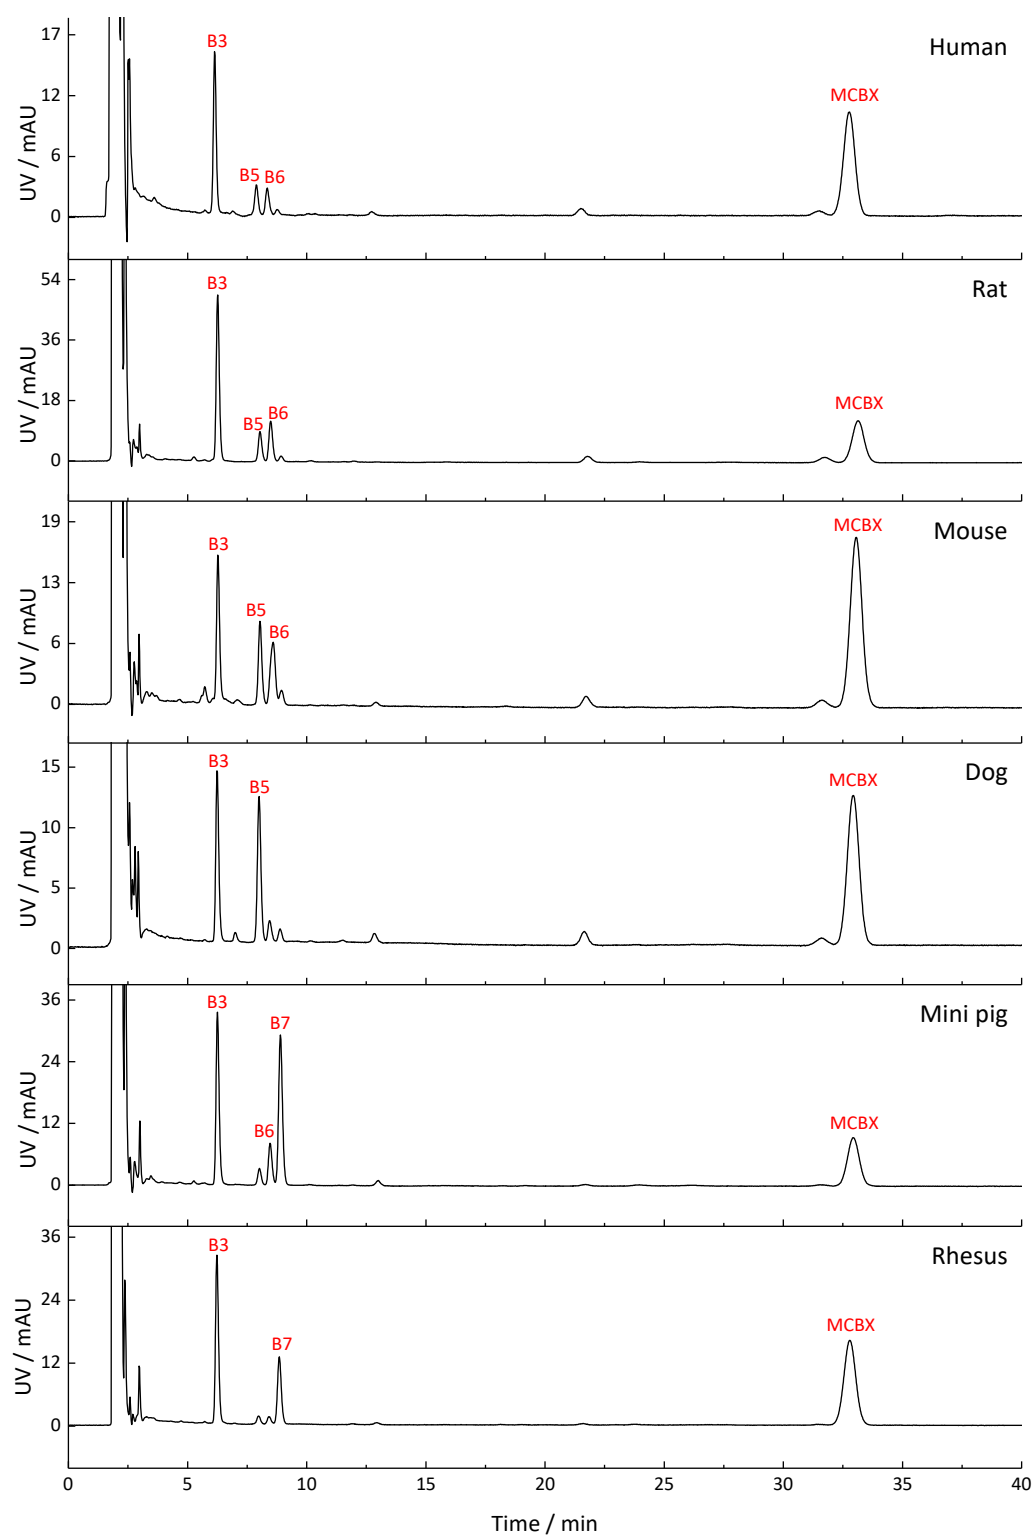 Human
UV / mAU
17
12
6
0
B3
B5
B6
MCBX
Rat
UV / mAU
54
36
18
0
B3
B5
B6
MCBX
Mouse
UV / mAU
19
13
6
0
B3
B5
B6
MCBX
Dog
UV / mAU
15
10
5
0
B3
B5
MCBX
Mini pig
UV / mAU
36
24
12
0
B3
B6
B7
MCBX
Rhesus
UV / mAU
36
24
12
0
B3
B7
MCBX
0 5 10 15 20 25 30 35 40
Time / min